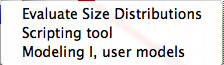 Evaluate Size Distributions
Scripting tool
Modeling I, user models